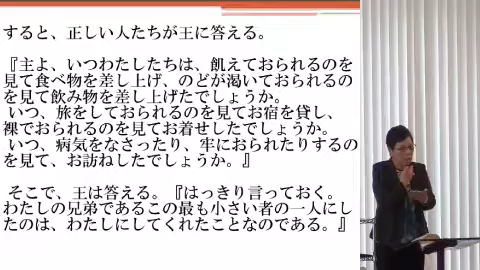 すると、正しい人たちが王に答える。
『主よ、いつわたしたちは、飢えておられるのを
見て食べ物を差し上げ、のどが渇いておられるの
を見て飲み物を差し上げたでしょうか。
いつ、旅をしておられるのを見てお宿を貸し、
裸でおられるのを見てお着せしたでしょうか。
いつ、病気をなさったり、牢におられたりするの
を見て、お訪ねしたでしょうか。』
そこで、王は答える。『はっきり言っておく。
わたしの兄弟であるこの最も小さい者の一人にし
たのは、わたしにしてくれたことなのである。』